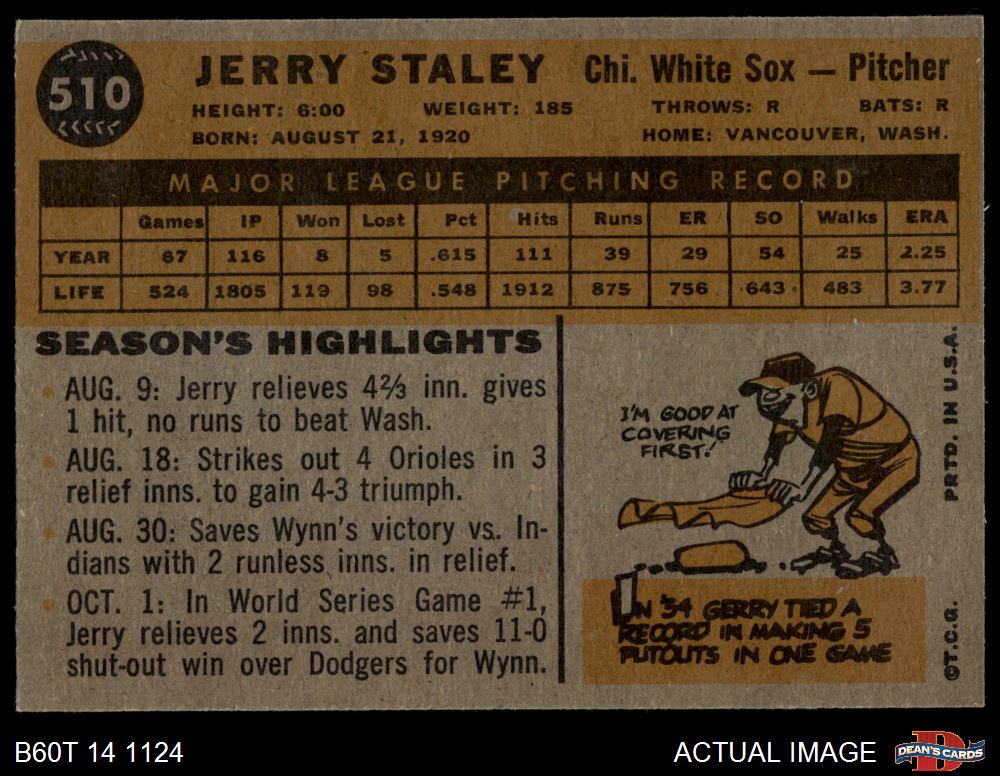 510
JERRY STALEY Chi. White Sox — Pitcher
HEIGHT: 6:00 WEIGHT: 185 THROWS: R BATS: R
BORN: AUGUST 21, 1920 HOME: VANCOUVER, WASH.
MAJOR LEAGUE PITCHING RECORD
Games IP Won Lost Pct Hits Runs ER SO Walks ERA
YEAR 67 116 8 5 .615 111 39 29 54 25 2.25
LIFE 524 1805 119 98 .548 1912 875 756 643 483 3.77
SEASON'S HIGHLIGHTS
AUG. 9: Jerry relieves 4⅔ inn. gives
1 hit, no runs to beat Wash.
AUG. 18: Strikes out 4 Orioles in 3
relief inns. to gain 4-3 triumph.
AUG. 30: Saves Wynn's victory vs. In-
dians with 2 runless inns. in relief.
OCT. 1: In World Series Game #1,
Jerry relieves 2 inns. and saves 11-0
shut-out win over Dodgers for Wynn.
I'M GOOD AT
COVERING
FIRST!
IN '54 GERRY TIED A
RECORD IN MAKING 5
PUTOUTS IN ONE GAME
©T.C.G. PRTD. IN U.S.A.
B60T 14 1124 ACTUAL IMAGE DEAN'S CARDS